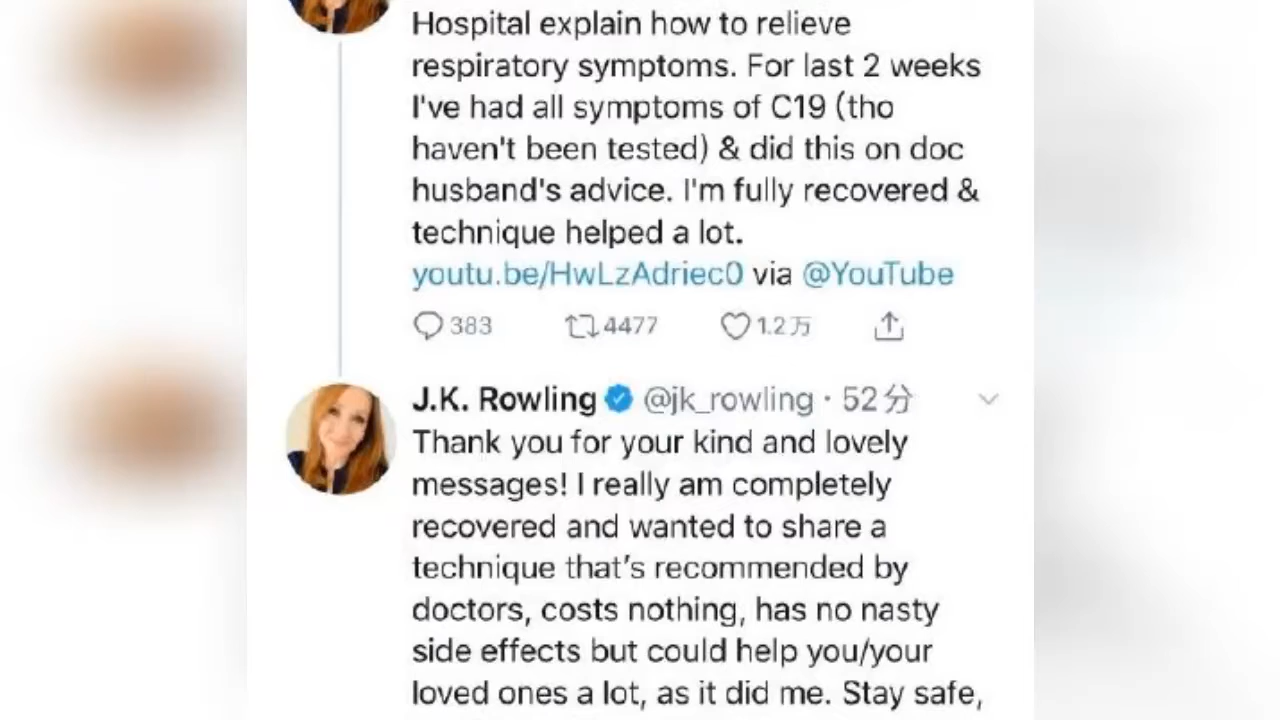 Hospital explain how to relieve
respiratory symptoms. For last 2 weeks
I've had all symptoms of C19 (tho
haven't been tested) & did this on doc
husband's advice. I'm fully recovered &
technique helped a lot.
youtu.be/HwLzAdriec0 via @YouTube
383 4477 1.2万
J.K. Rowling @jk_rowling · 52分
Thank you for your kind and lovely
messages! I really am completely
recovered and wanted to share a
technique that's recommended by
doctors, costs nothing, has no nasty
side effects but could help you/your
loved ones a lot, as it did me. Stay safe,